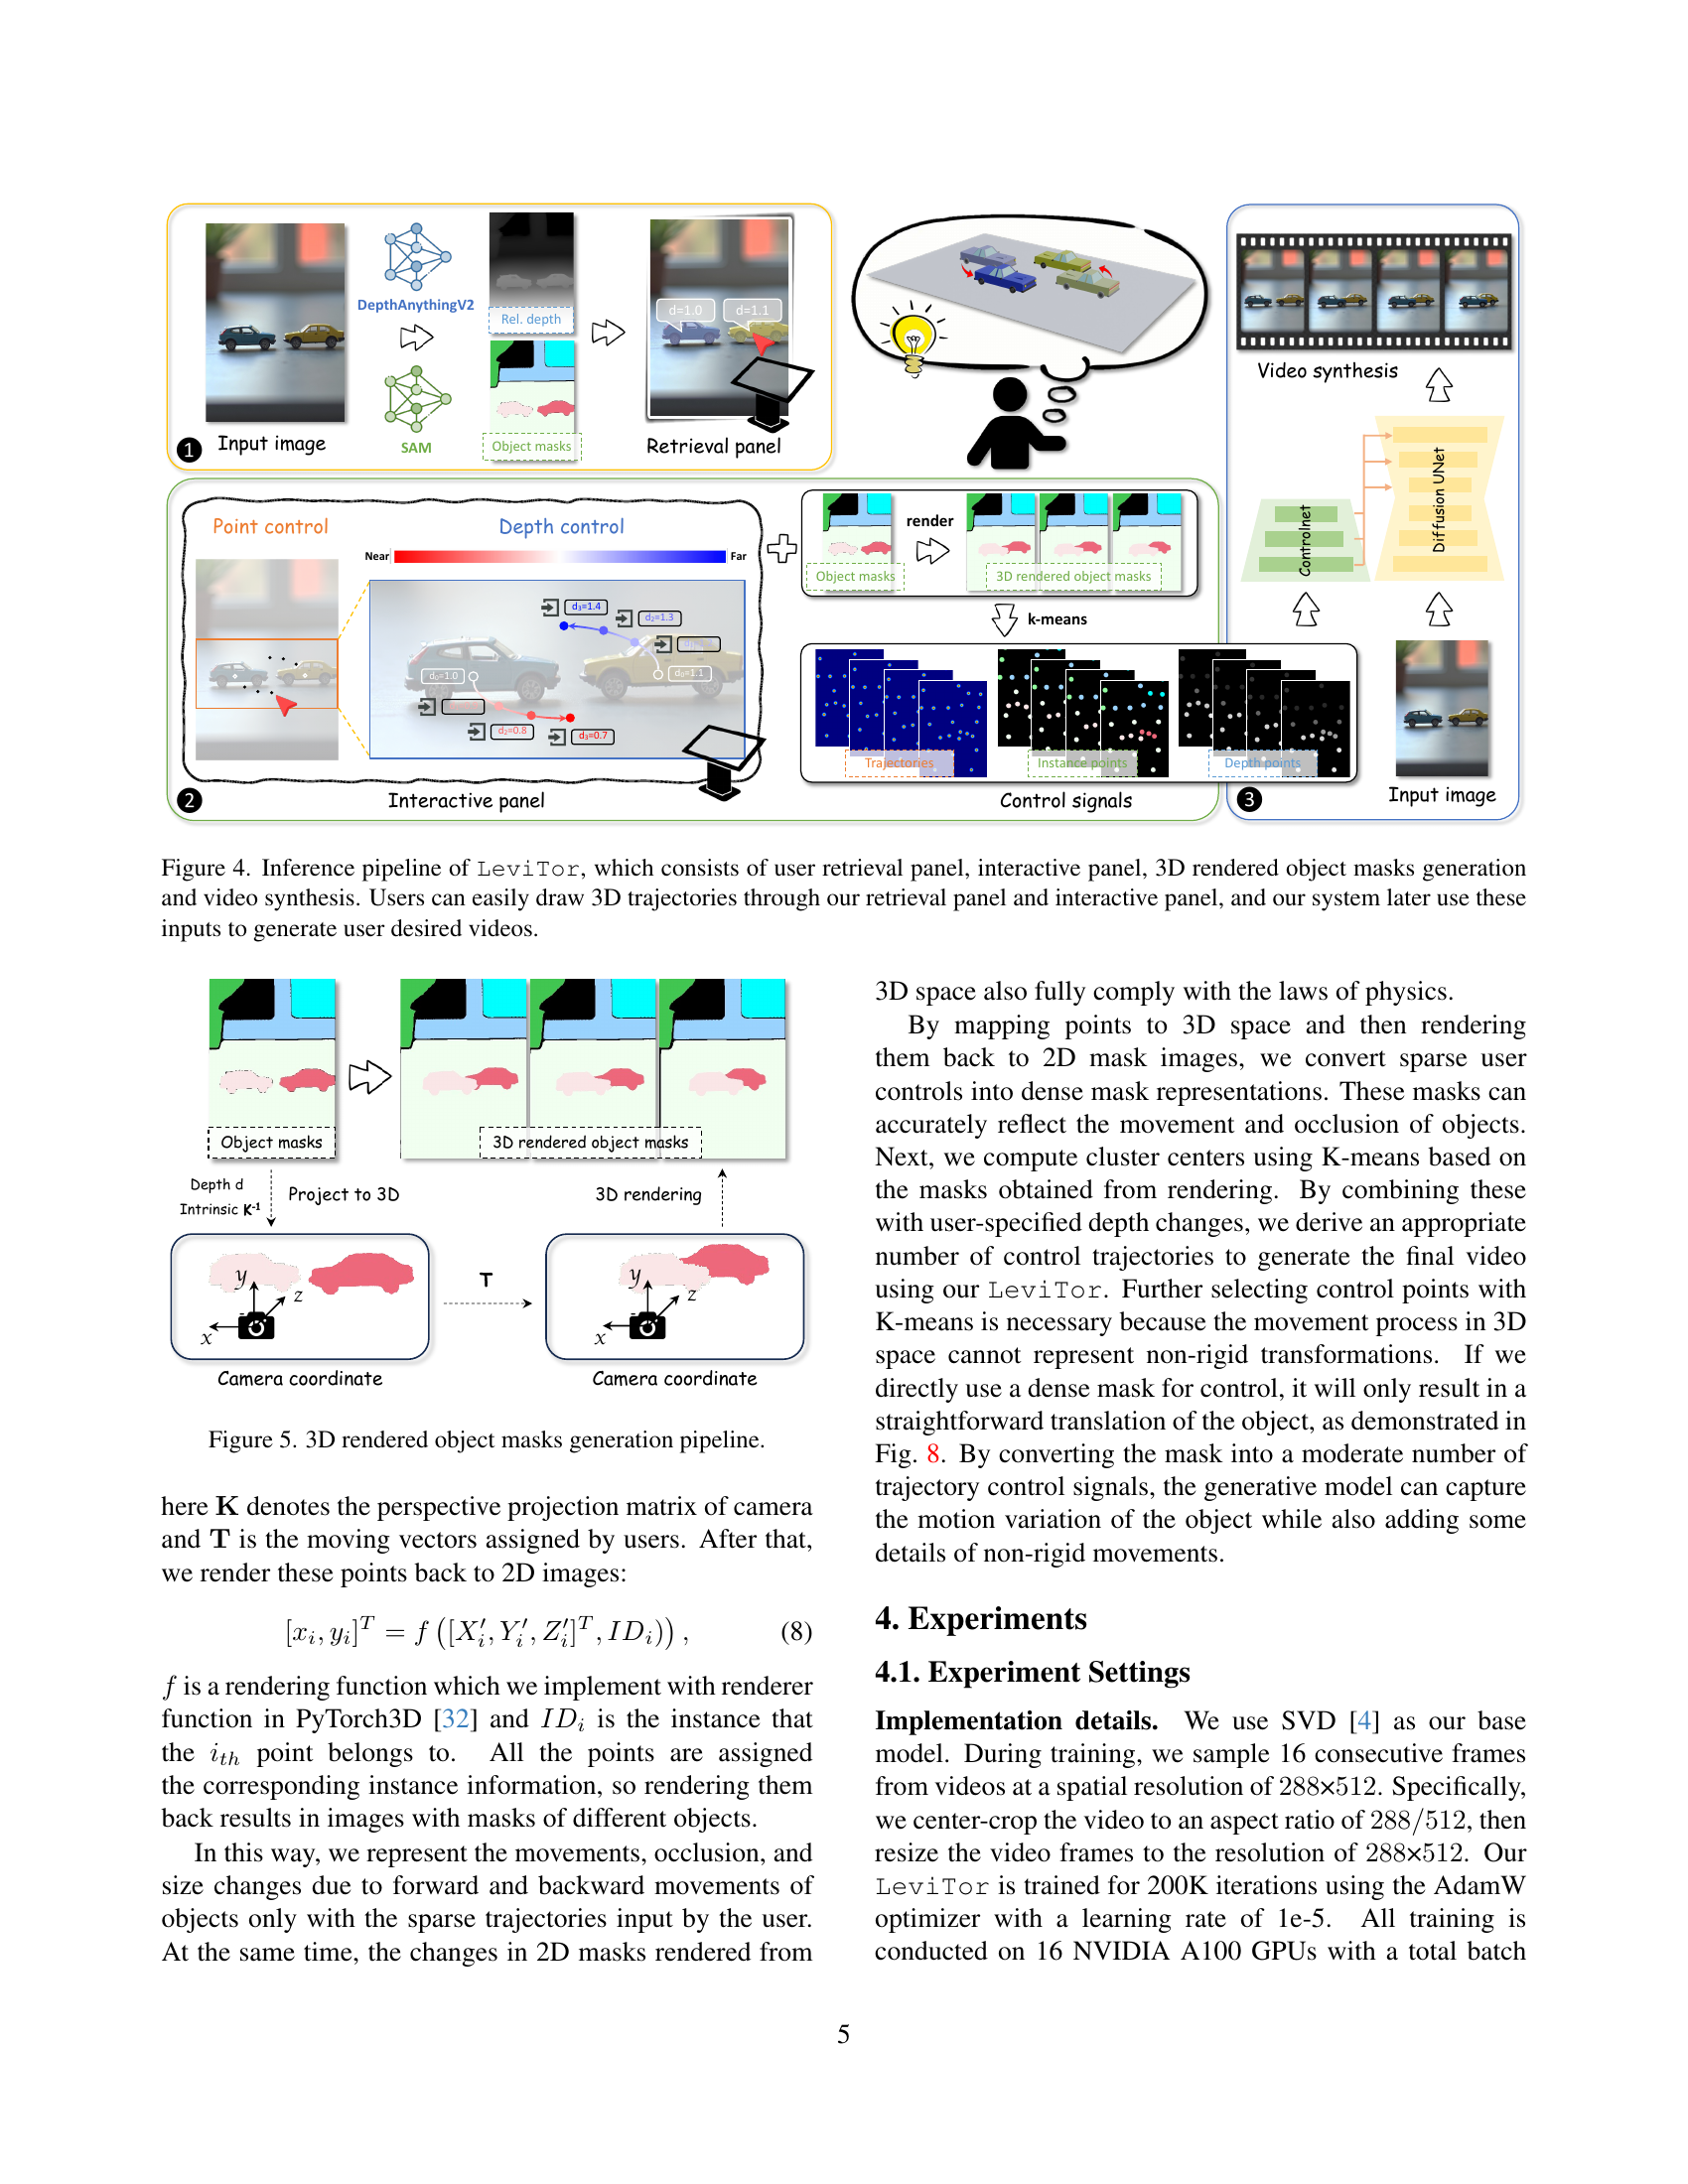 Input image
DepthAnythingV2
SAM
Rel. depth
Object masks
d=1.0
d=1.1
Retrieval panel
1
Point control
Depth control
Near
Far
d₃=1.4
d₂=1.3
d₀=1.0
d₀=1.1
d₂=0.8
d₃=0.7
Interactive panel
2
Object masks
render
3D rendered object masks
k-means
Trajectories
Instance points
Depth points
Control signals
Video synthesis
Controlnet
Diffusion UNet
Input image
3
Figure 4. Inference pipeline of LeviTor, which consists of user retrieval panel, interactive panel, 3D rendered object masks generation
and video synthesis. Users can easily draw 3D trajectories through our retrieval panel and interactive panel, and our system later use these
inputs to generate user desired videos.
Object masks
3D rendered object masks
Depth d
Intrinsic K⁻¹
Project to 3D
3D rendering
y
z
x
T
y
z
x
Camera coordinate
Camera coordinate
Figure 5. 3D rendered object masks generation pipeline.
here K denotes the perspective projection matrix of camera
and T is the moving vectors assigned by users. After that,
we render these points back to 2D images:
[xᵢ, yᵢ]ᵀ = f ([X′ᵢ, Y′ᵢ, Z′ᵢ]ᵀ, IDᵢ)) , (8)
f is a rendering function which we implement with renderer
function in PyTorch3D [32] and IDᵢ is the instance that
the iₜₕ point belongs to. All the points are assigned
the corresponding instance information, so rendering them
back results in images with masks of different objects.
In this way, we represent the movements, occlusion, and
size changes due to forward and backward movements of
objects only with the sparse trajectories input by the user.
At the same time, the changes in 2D masks rendered from
3D space also fully comply with the laws of physics.
By mapping points to 3D space and then rendering
them back to 2D mask images, we convert sparse user
controls into dense mask representations. These masks can
accurately reflect the movement and occlusion of objects.
Next, we compute cluster centers using K-means based on
the masks obtained from rendering. By combining these
with user-specified depth changes, we derive an appropriate
number of control trajectories to generate the final video
using our LeviTor. Further selecting control points with
K-means is necessary because the movement process in 3D
space cannot represent non-rigid transformations. If we
directly use a dense mask for control, it will only result in a
straightforward translation of the object, as demonstrated in
Fig. 8. By converting the mask into a moderate number of
trajectory control signals, the generative model can capture
the motion variation of the object while also adding some
details of non-rigid movements.
4. Experiments
4.1. Experiment Settings
Implementation details. We use SVD [4] as our base
model. During training, we sample 16 consecutive frames
from videos at a spatial resolution of 288×512. Specifically,
we center-crop the video to an aspect ratio of 288/512, then
resize the video frames to the resolution of 288×512. Our
LeviTor is trained for 200K iterations using the AdamW
optimizer with a learning rate of 1e-5. All training is
conducted on 16 NVIDIA A100 GPUs with a total batch
5